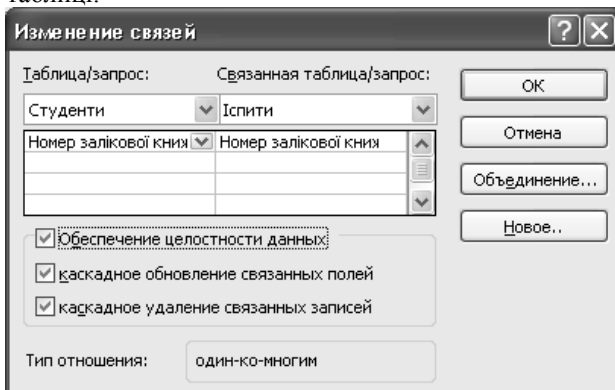 таблиці.
Изменение связей
Таблица/запрос: Связанная таблица/запрос:
Студенти Іспити
Номер залікової книж Номер залікової книж
ОК
Отмена
Объединение...
Новое..
Обеспечение целостности данных
каскадное обновление связанных полей
каскадное удаление связанных записей
Тип отношения: один-ко-многим